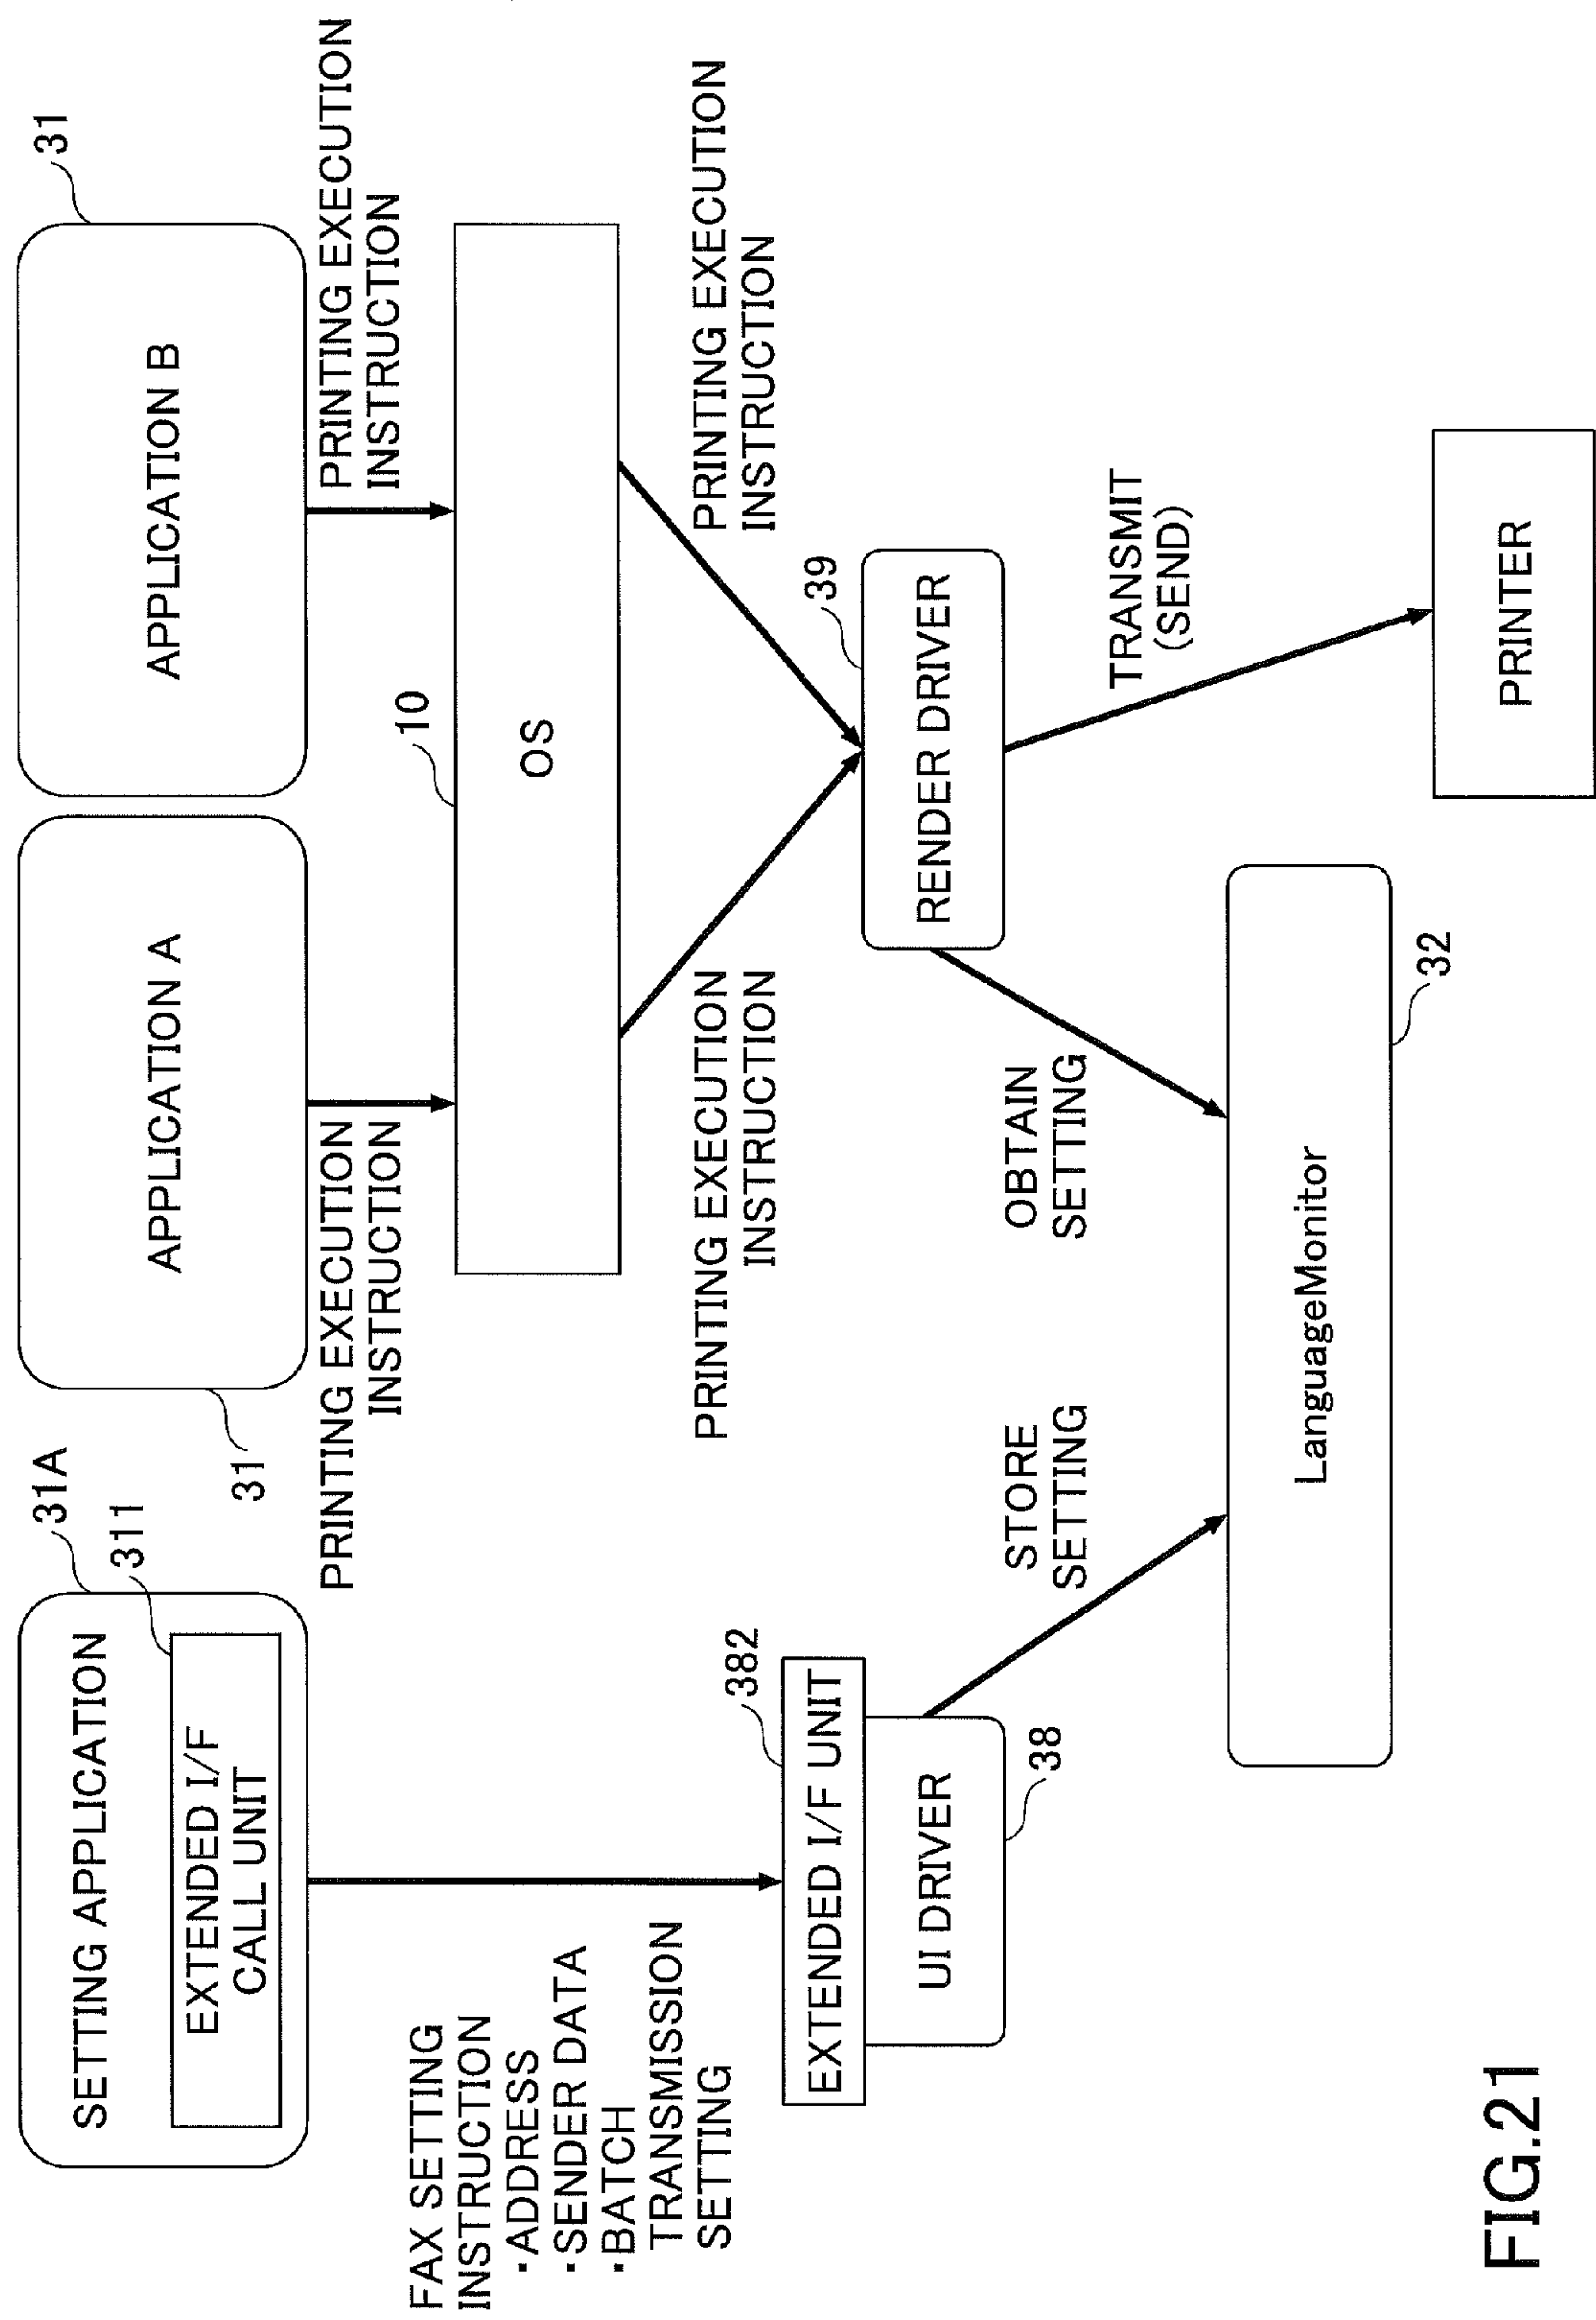 31A
311
SETTING APPLICATION
EXTENDED I/F
CALL UNIT
31
APPLICATION A
31
APPLICATION B
PRINTING EXECUTION
INSTRUCTION
PRINTING EXECUTION
INSTRUCTION
10
OS
FAX SETTING
INSTRUCTION
・ADDRESS
・SENDER DATA
・BATCH
TRANSMISSION
SETTING
PRINTING EXECUTION
INSTRUCTION
PRINTING EXECUTION
INSTRUCTION
382
EXTENDED I/F UNIT
UI DRIVER
38
39
RENDER DRIVER
STORE
SETTING
OBTAIN
SETTING
TRANSMIT
(SEND)
LanguageMonitor
32
PRINTER
FIG.21